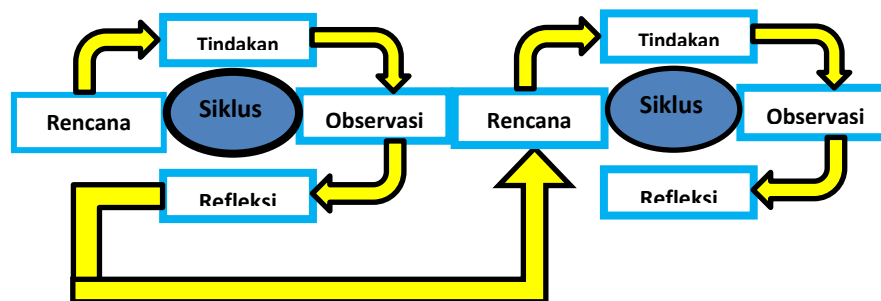 Tindakan
Siklus
Rencana
Observasi
Refleksi
Tindakan
Siklus
Rencana
Observasi
Refleksi